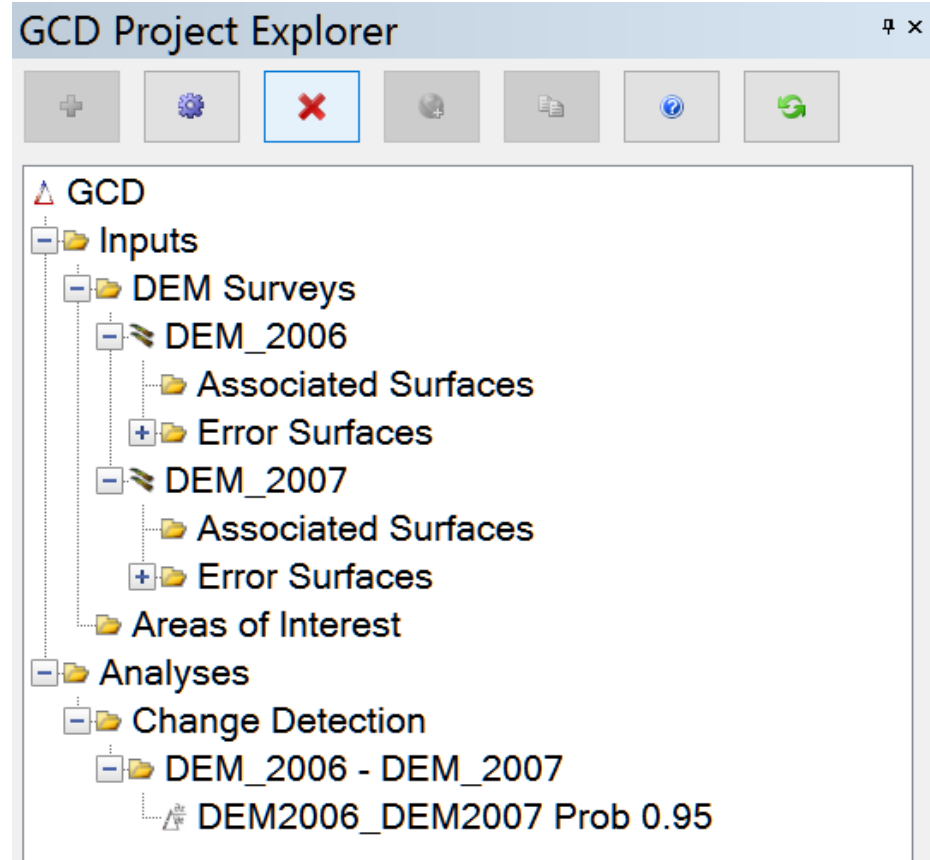 GCD Project Explorer
GCD
Inputs
DEM Surveys
DEM_2006
Associated Surfaces
Error Surfaces
DEM_2007
Associated Surfaces
Error Surfaces
Areas of Interest
Analyses
Change Detection
DEM_2006 - DEM_2007
DEM2006_DEM2007 Prob 0.95